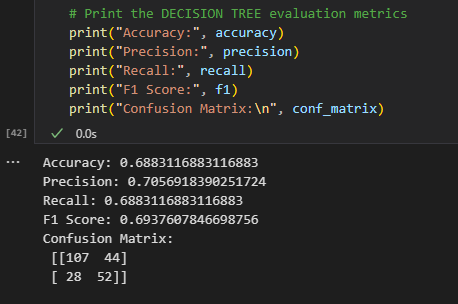 # Print the DECISION TREE evaluation metrics
print("Accuracy:", accuracy)
print("Precision:", precision)
print("Recall:", recall)
print("F1 Score:", f1)
print("Confusion Matrix:\n", conf_matrix)
[42] ✓ 0.0s
... Accuracy: 0.6883116883116883
Precision: 0.7056918390251724
Recall: 0.6883116883116883
F1 Score: 0.6937607846698756
Confusion Matrix:
[[107 44]
[ 28 52]]